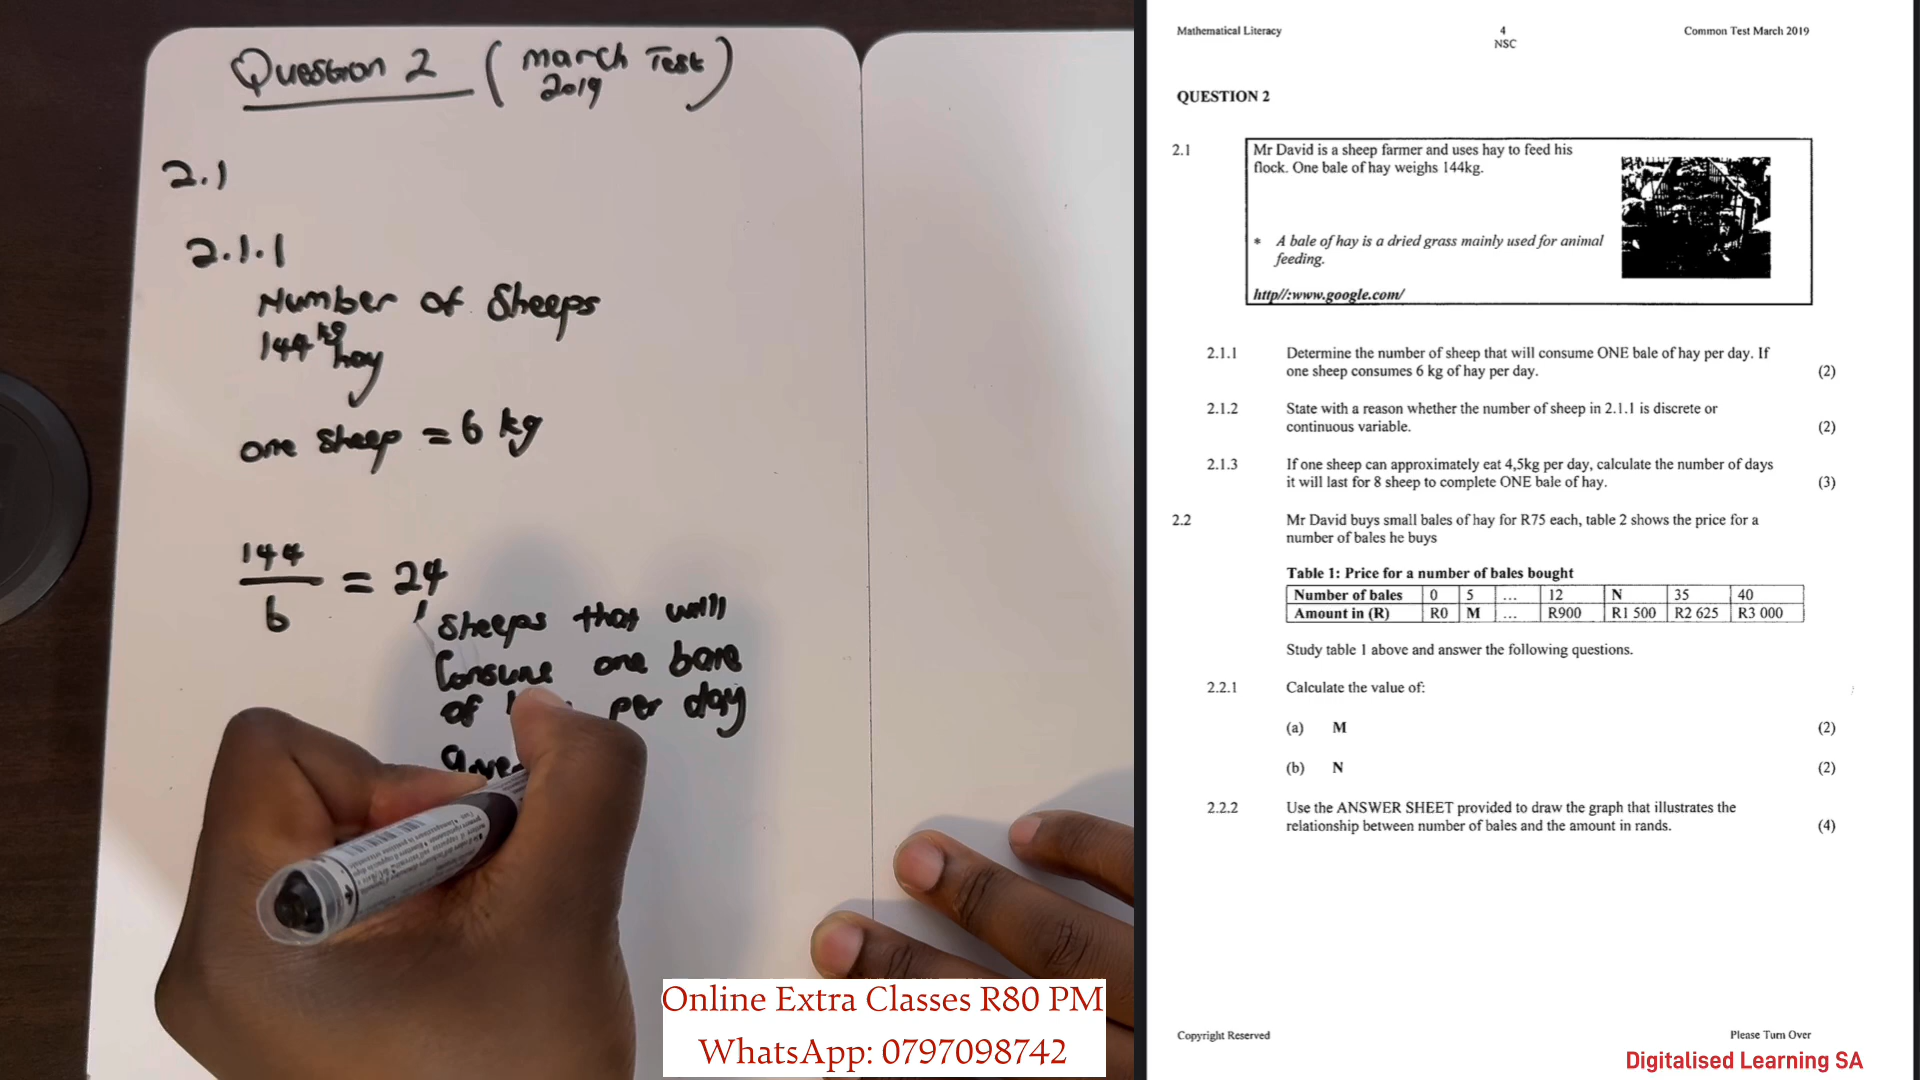 Question 2 (March Test 2019)
2.1
2.1.1
Number of Sheeps
144 kg hay
one sheep = 6 kg
144
6
= 24
sheeps that will
consume one bare
of per day
Online Extra Classes R80 PM
WhatsApp: 0797098742
Mathematical Literacy
4
NSC
Common Test March 2019
QUESTION 2
2.1
Mr David is a sheep farmer and uses hay to feed his
flock. One bale of hay weighs 144kg.
* A bale of hay is a dried grass mainly used for animal
feeding.
http//:www.google.com/
2.1.1 Determine the number of sheep that will consume ONE bale of hay per day. If
one sheep consumes 6 kg of hay per day. (2)
2.1.2 State with a reason whether the number of sheep in 2.1.1 is discrete or
continuous variable. (2)
2.1.3 If one sheep can approximately eat 4,5kg per day, calculate the number of days
it will last for 8 sheep to complete ONE bale of hay. (3)
2.2 Mr David buys small bales of hay for R75 each, table 2 shows the price for a
number of bales he buys
Table 1: Price for a number of bales bought
Number of bales 0 5 ... 12 N 35 40
Amount in (R) R0 M ... R900 R1 500 R2 625 R3 000
Study table 1 above and answer the following questions.
2.2.1 Calculate the value of:
(a) M (2)
(b) N (2)
2.2.2 Use the ANSWER SHEET provided to draw the graph that illustrates the
relationship between number of bales and the amount in rands. (4)
Copyright Reserved
Please Turn Over
Digitalised Learning SA